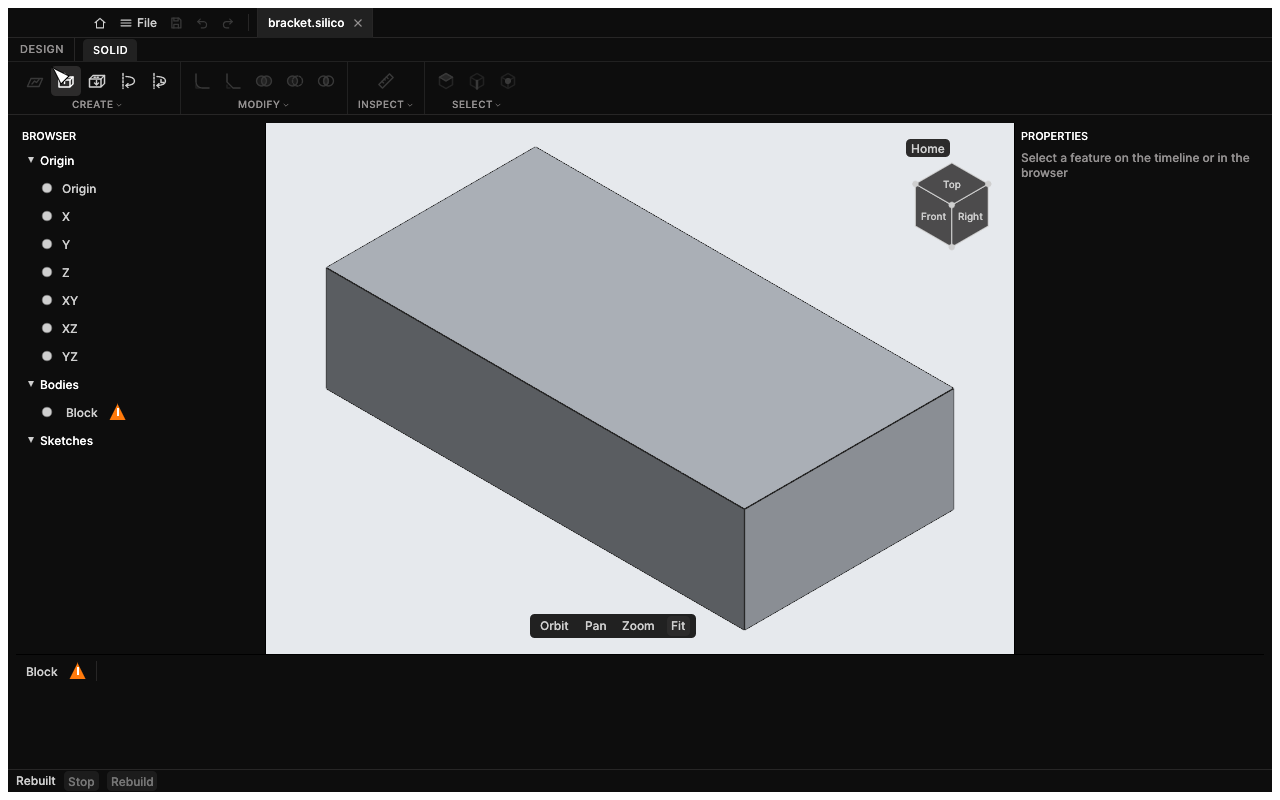 File
bracket.silico
DESIGN
SOLID
CREATE
MODIFY
INSPECT
SELECT
BROWSER
Origin
Origin
X
Y
Z
XY
XZ
YZ
Bodies
Block
Sketches
Home
Top
Front
Right
Orbit Pan Zoom Fit
PROPERTIES
Select a feature on the timeline or in the
browser
Block
Rebuilt Stop Rebuild